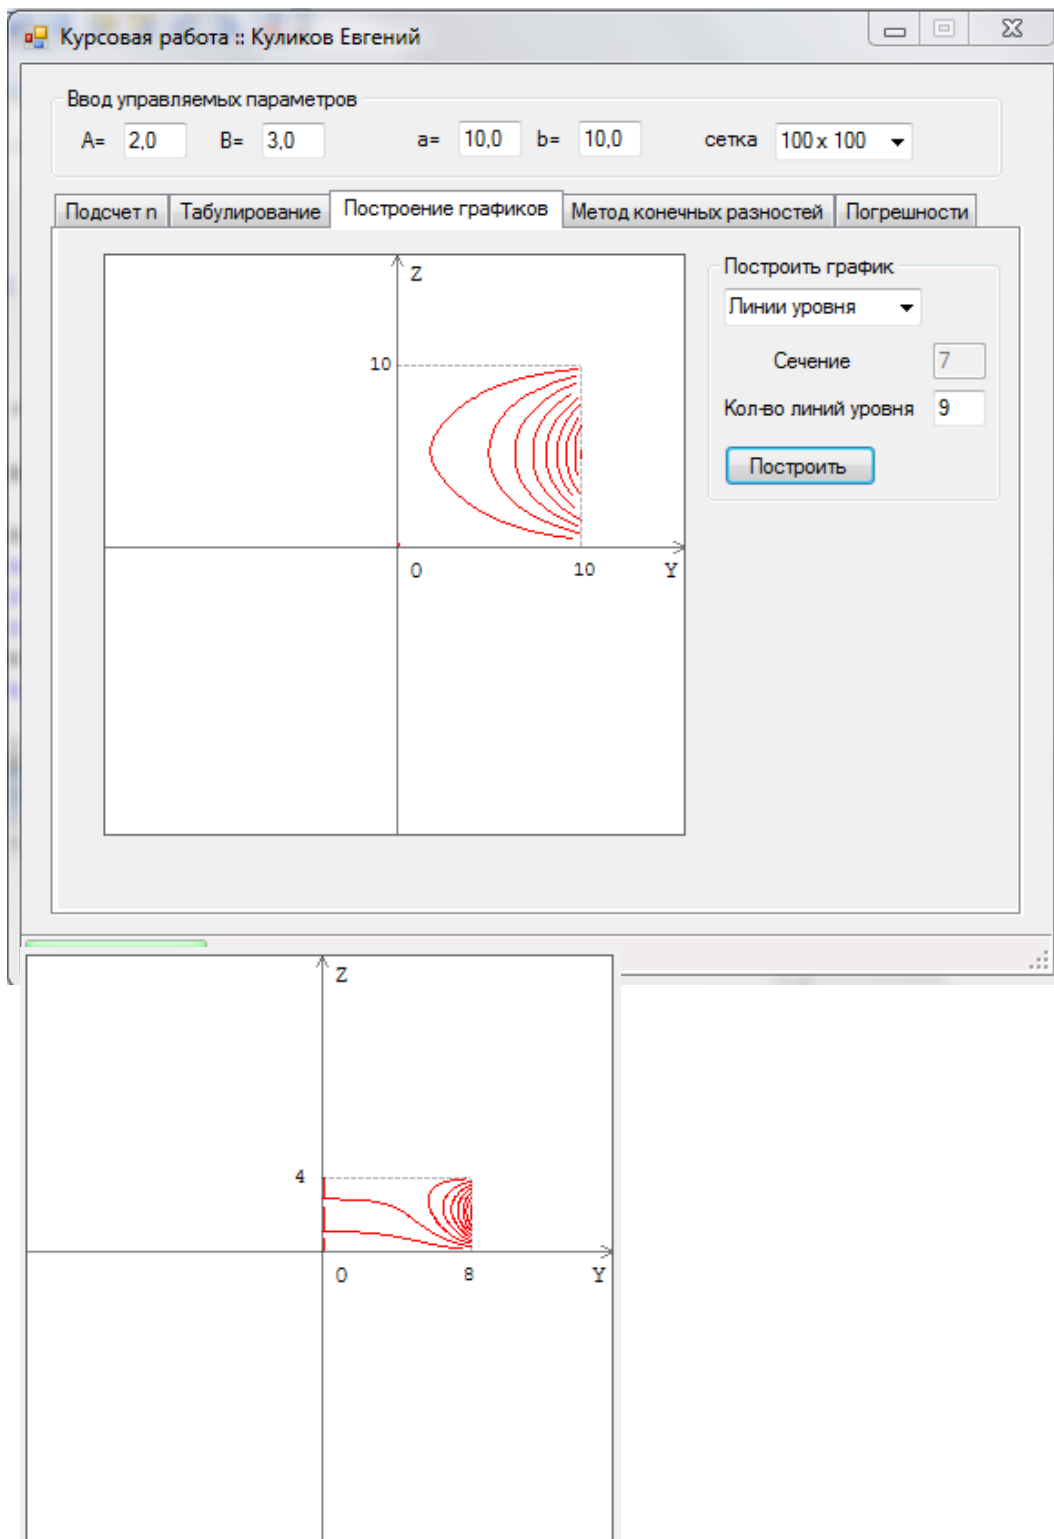 Курсовая работа :: Куликов Евгений
Ввод управляемых параметров
A= 2,0 B= 3,0 a= 10,0 b= 10,0 сетка 100 x 100
Подсчет n Табулирование Построение графиков Метод конечных разностей Погрешности
Z
10
0
10
Y
Построить график
Линии уровня
Сечение 7
Кол-во линий уровня 9
Построить
Z
4
0
8
Y